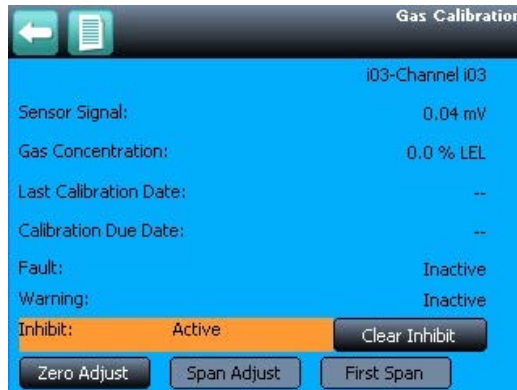 Gas Calibration
i03-Channel i03
Sensor Signal: 0.04 mV
Gas Concentration: 0.0 % LEL
Last Calibration Date: --
Calibration Due Date: --
Fault: Inactive
Warning: Inactive
Inhibit: Active Clear Inhibit
Zero Adjust Span Adjust First Span